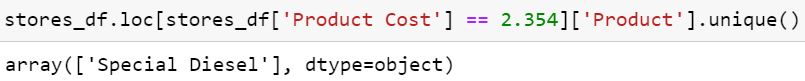 stores_df.loc[stores_df['Product Cost'] == 2.354]['Product'].unique()
array(['Special Diesel'], dtype=object)